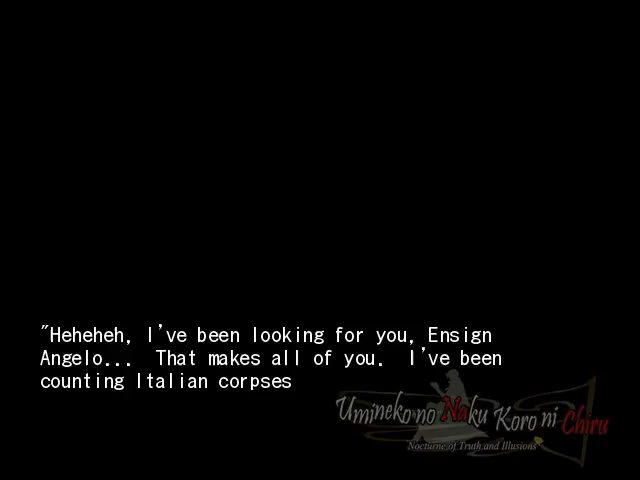 "Heheheh, I've been looking for you, Ensign
Angelo...  That makes all of you.  I've been
counting Italian corpses
Umineko no Naku Koro ni Chiru
Nocturne of Truth and Illusions